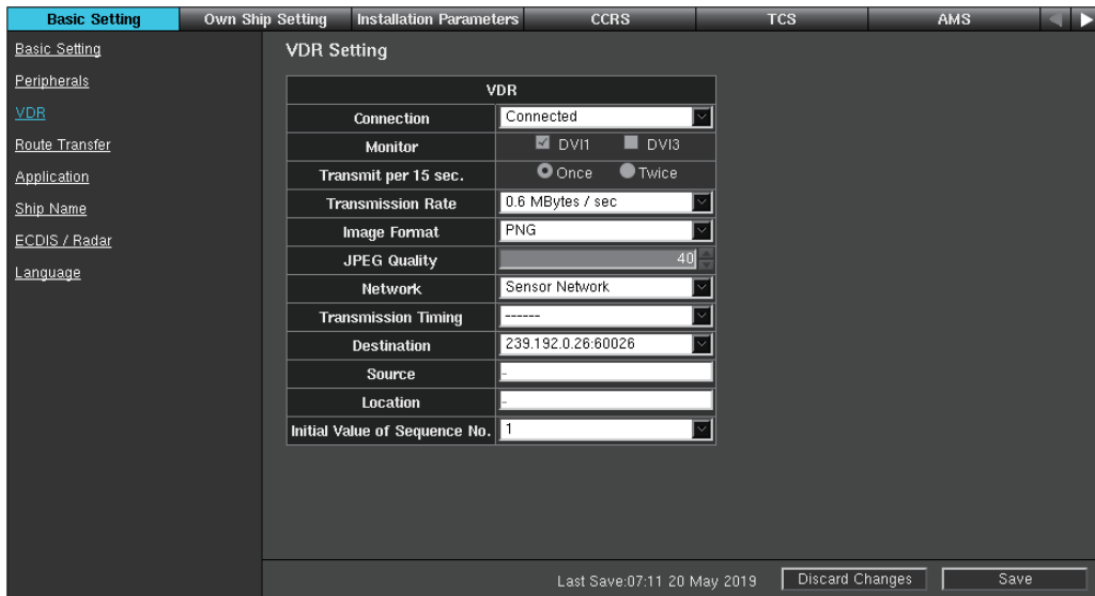 Basic Setting Own Ship Setting Installation Parameters CCRS TCS AMS
Basic Setting
Peripherals
VDR
Route Transfer
Application
Ship Name
ECDIS / Radar
Language
VDR Setting
VDR
Connection Connected
Monitor DVI1 DVI3
Transmit per 15 sec. Once Twice
Transmission Rate 0.6 MBytes / sec
Image Format PNG
JPEG Quality 40
Network Sensor Network
Transmission Timing ------
Destination 239.192.0.26:60026
Source -
Location -
Initial Value of Sequence No. 1
Last Save:07:11 20 May 2019 Discard Changes Save